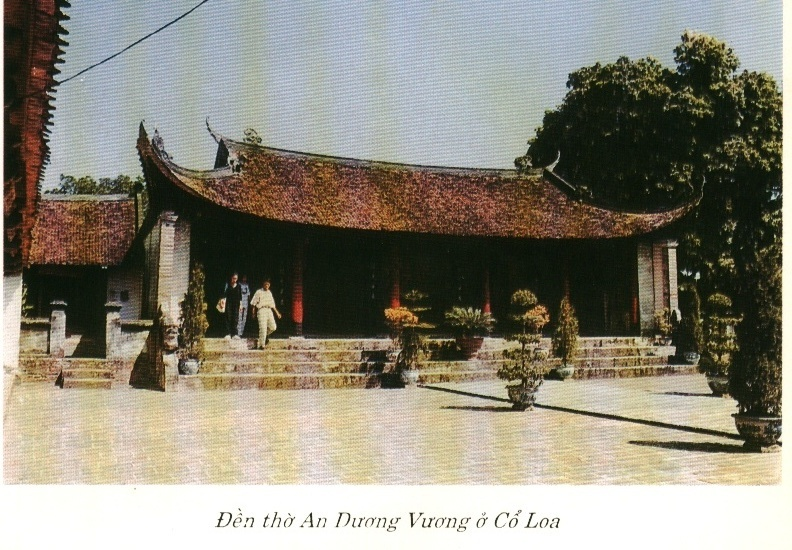 Đền thờ An Dương Vương ở Cổ Loa